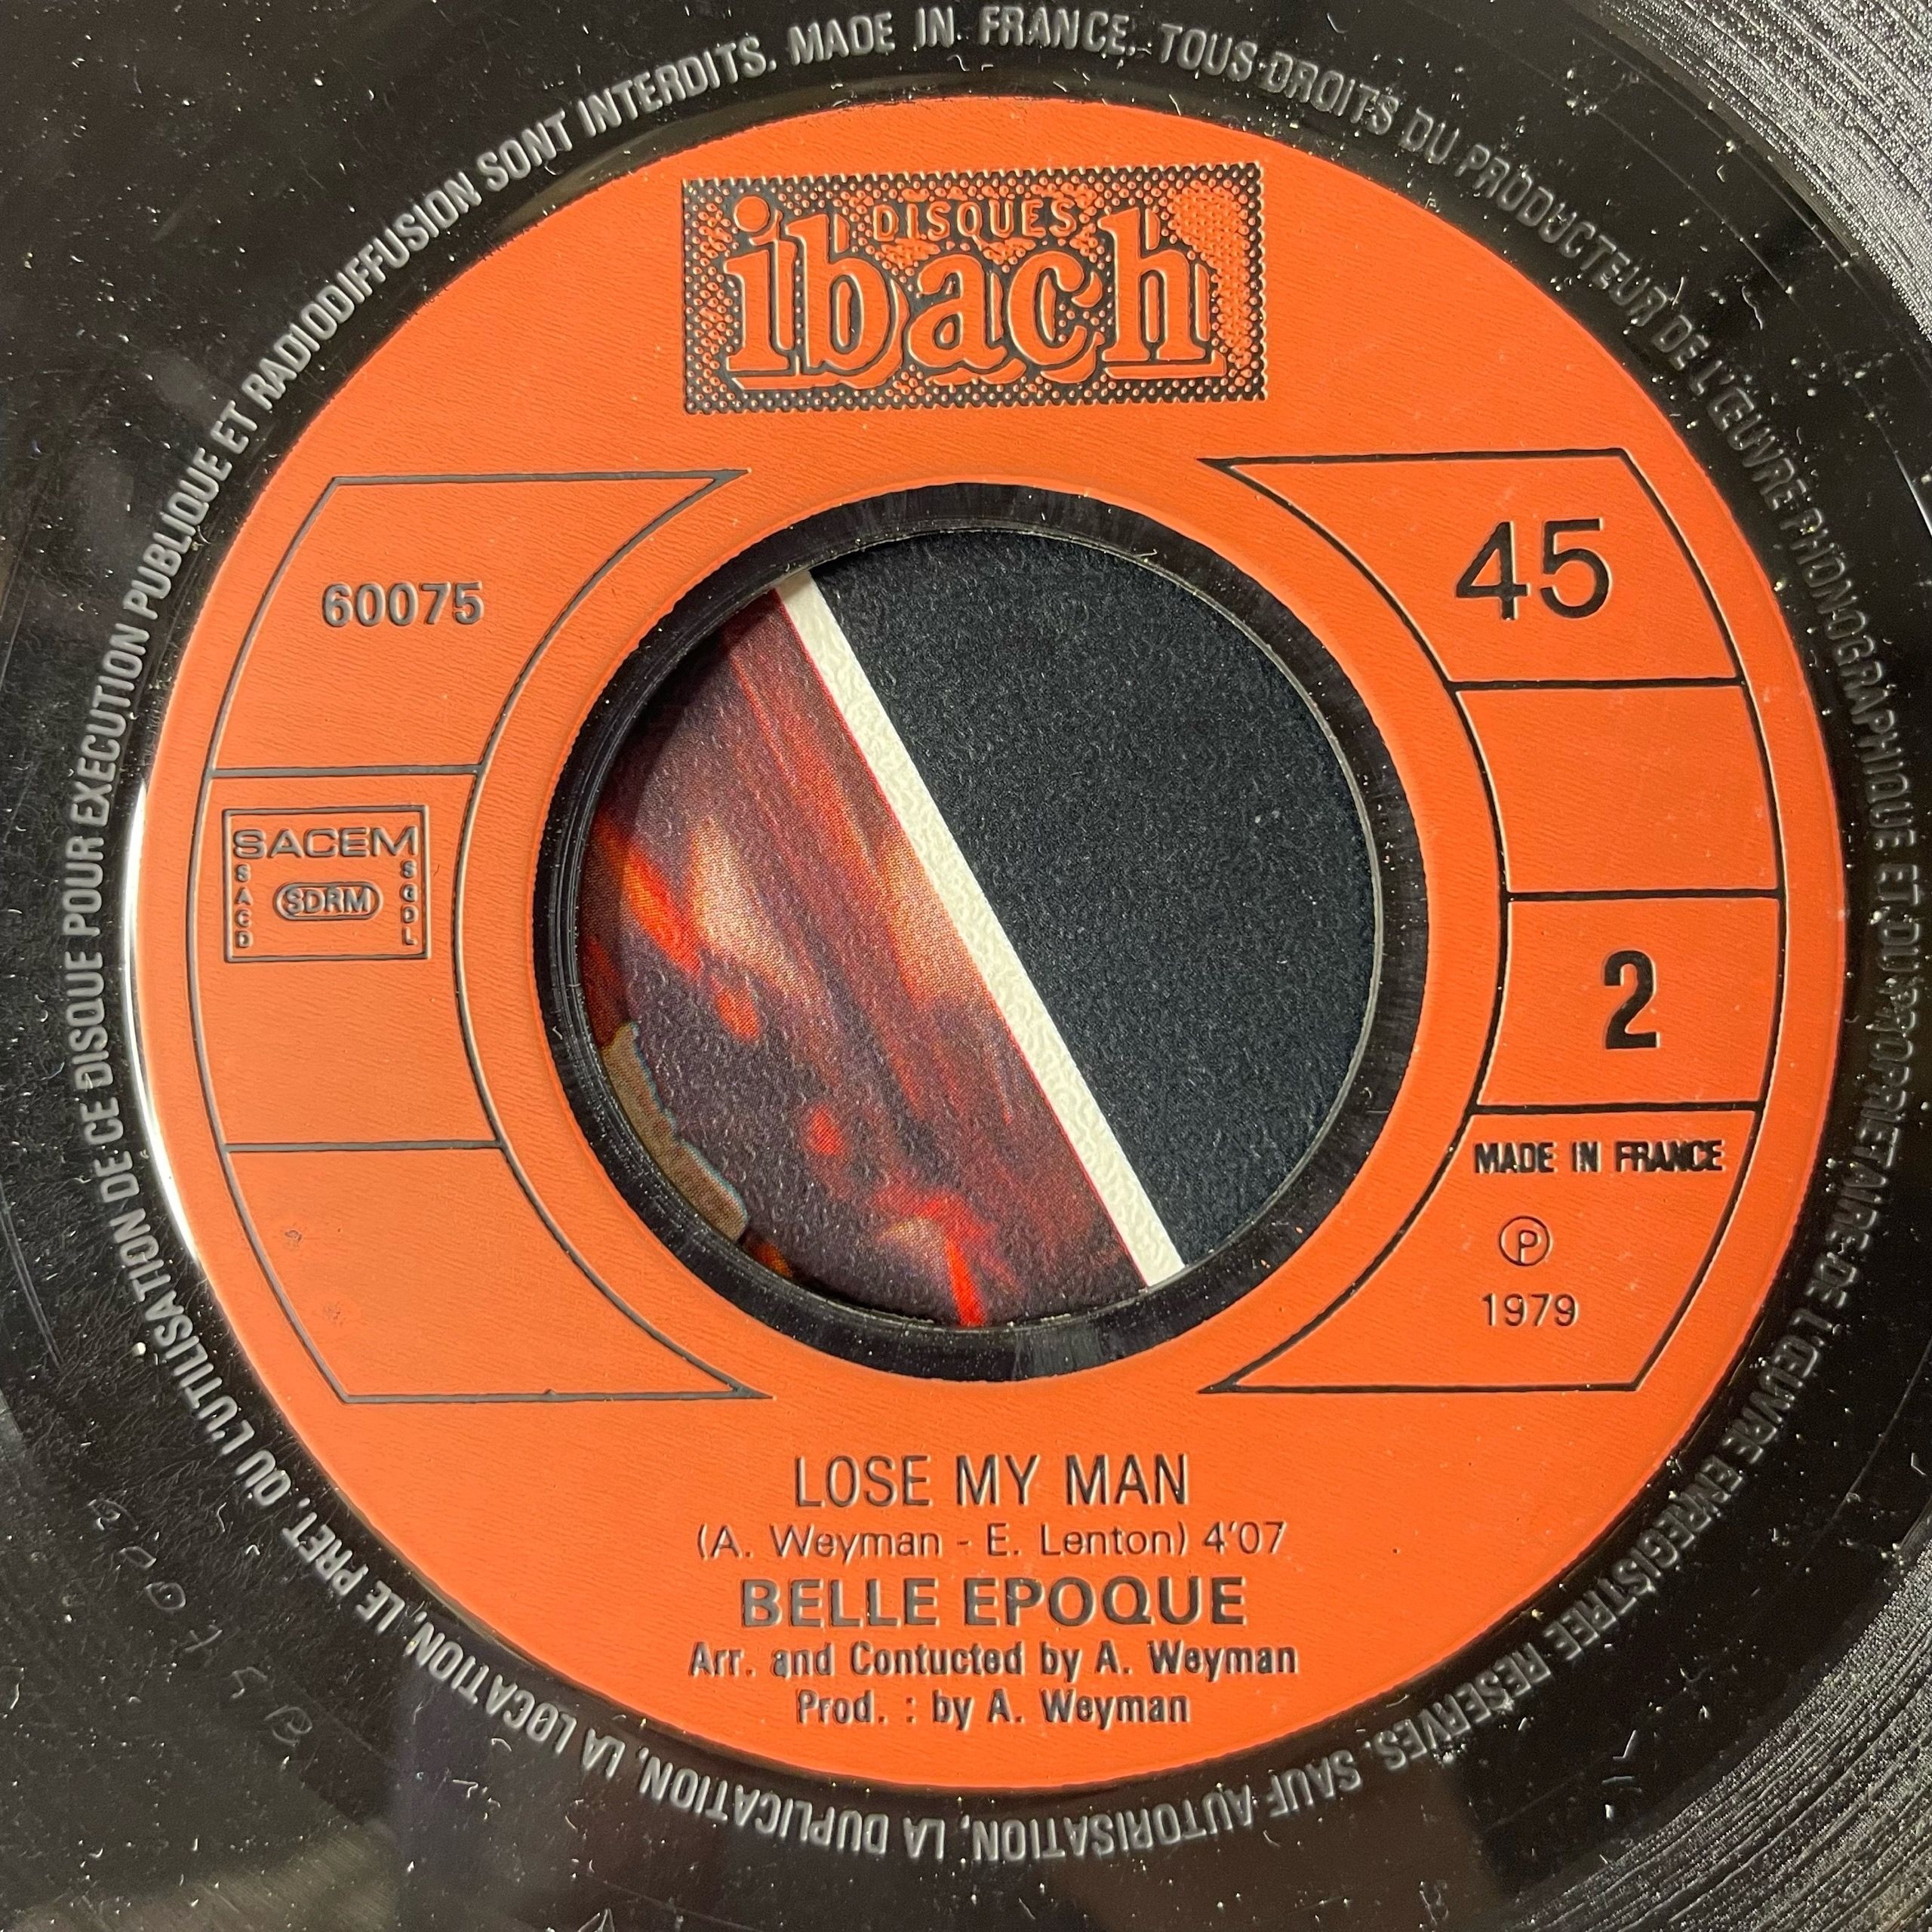 MADE IN FRANCE. TOUS DROITS DU PRODUCTEUR DE L'ŒUVRE PHONOGRAPHIQUE ET DU PROPRIETAIRE DE L'ŒUVRE ENREGISTREE RESERVES. SAUF AUTORISATION, LA DUPLICATION, LA LOCATION, LE PRET, OU L'UTILISATION DE CE DISQUE POUR EXECUTION PUBLIQUE ET RADIODIFFUSION SONT INTERDITS.
DISQUES
ibach
60075
45
SACEM
SACD
SDRM
SGDL
2
MADE IN FRANCE
℗
1979
LOSE MY MAN
(A. Weyman - E. Lenton) 4'07
BELLE EPOQUE
Arr. and Contucted by A. Weyman
Prod. : by A. Weyman